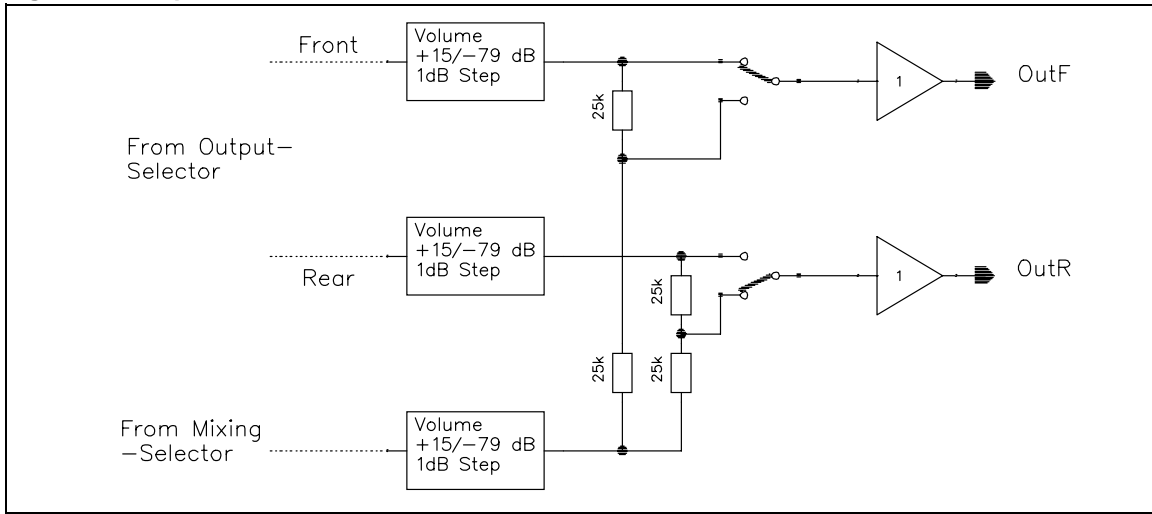 Front
Volume
+15/−79 dB
1dB Step
25k
1
OutF
From Output−
Selector
Rear
Volume
+15/−79 dB
1dB Step
25k
1
OutR
25k
25k
From Mixing
−Selector
Volume
+15/−79 dB
1dB Step